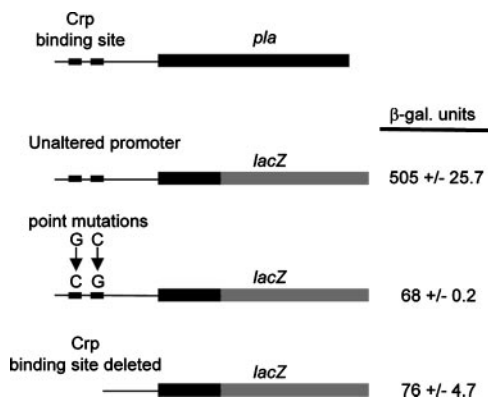 Crp
binding site
pla
β-gal. units
Unaltered promoter
lacZ
505 +/- 25.7
point mutations
G C
C G
lacZ
68 +/- 0.2
Crp
binding site deleted
lacZ
76 +/- 4.7